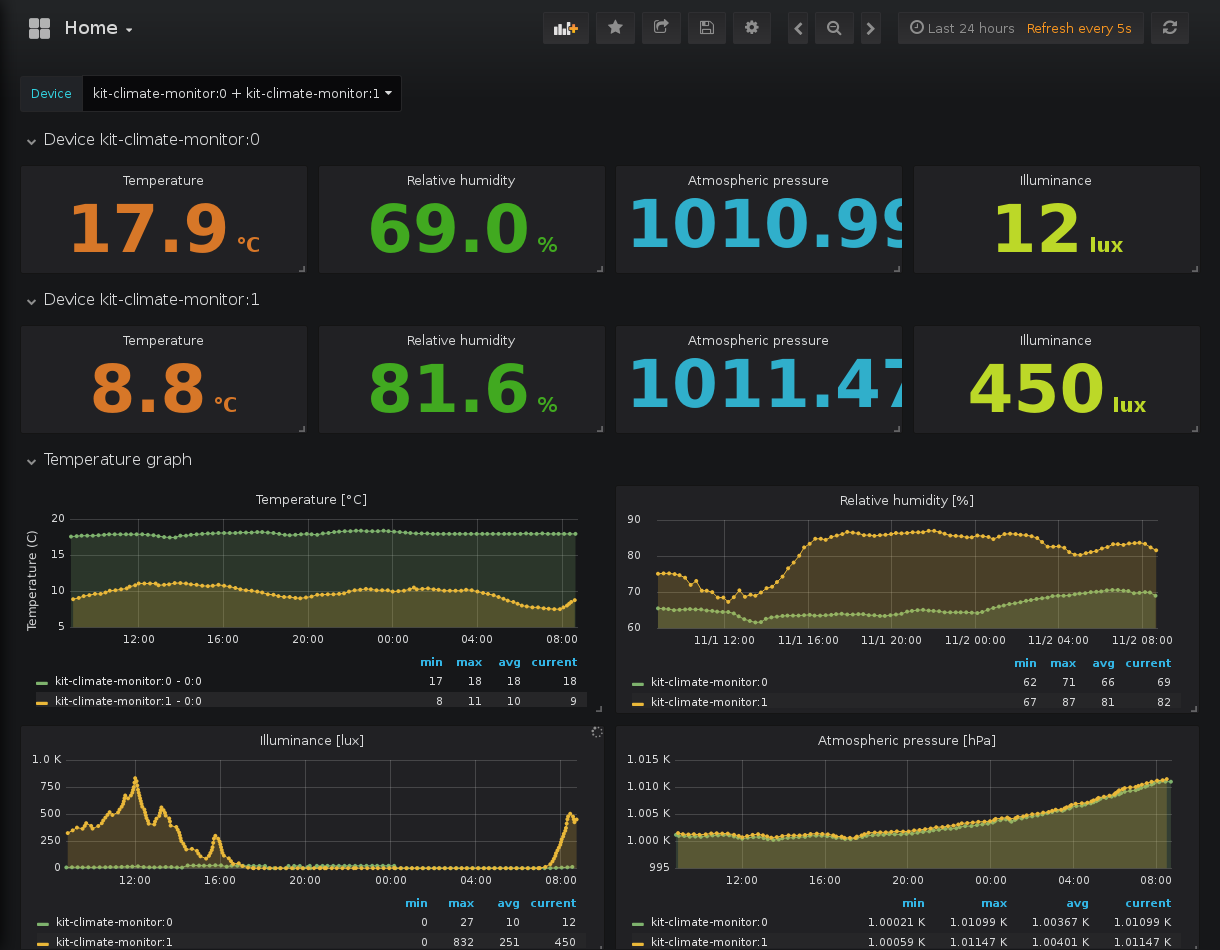 Home
Last 24 hours Refresh every 5s
Device kit-climate-monitor:0 + kit-climate-monitor:1
Device kit-climate-monitor:0
Temperature Relative humidity Atmospheric pressure Illuminance
17.9 °C 69.0 % 1010.99 12 lux
Device kit-climate-monitor:1
Temperature Relative humidity Atmospheric pressure Illuminance
8.8 °C 81.6 % 1011.47 450 lux
Temperature graph
Temperature [°C]
Temperature (C)
20
15
10
5
12:00 16:00 20:00 00:00 04:00 08:00
min max avg current
kit-climate-monitor:0 - 0:0 17 18 18 18
kit-climate-monitor:1 - 0:0 8 11 10 9
Relative humidity [%]
90
80
70
60
11/1 12:00 11/1 16:00 11/1 20:00 11/2 00:00 11/2 04:00 11/2 08:00
min max avg current
kit-climate-monitor:0 62 71 66 69
kit-climate-monitor:1 67 87 81 82
Illuminance [lux]
1.0 K
750
500
250
0
12:00 16:00 20:00 00:00 04:00 08:00
min max avg current
kit-climate-monitor:0 0 27 10 12
kit-climate-monitor:1 0 832 251 450
Atmospheric pressure [hPa]
1.015 K
1.010 K
1.005 K
1.000 K
995
12:00 16:00 20:00 00:00 04:00 08:00
min max avg current
kit-climate-monitor:0 1.00021 K 1.01099 K 1.00367 K 1.01099 K
kit-climate-monitor:1 1.00059 K 1.01147 K 1.00401 K 1.01147 K